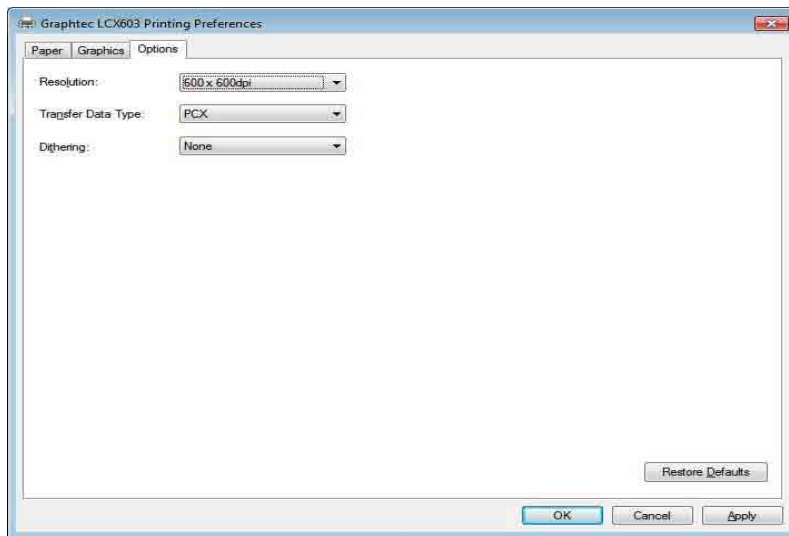 Graphtec LCX603 Printing Preferences
Paper Graphics Options
Resolution: 600 x 600dpi
Transfer Data Type: PCX
Dithering: None
Restore Defaults
OK Cancel Apply